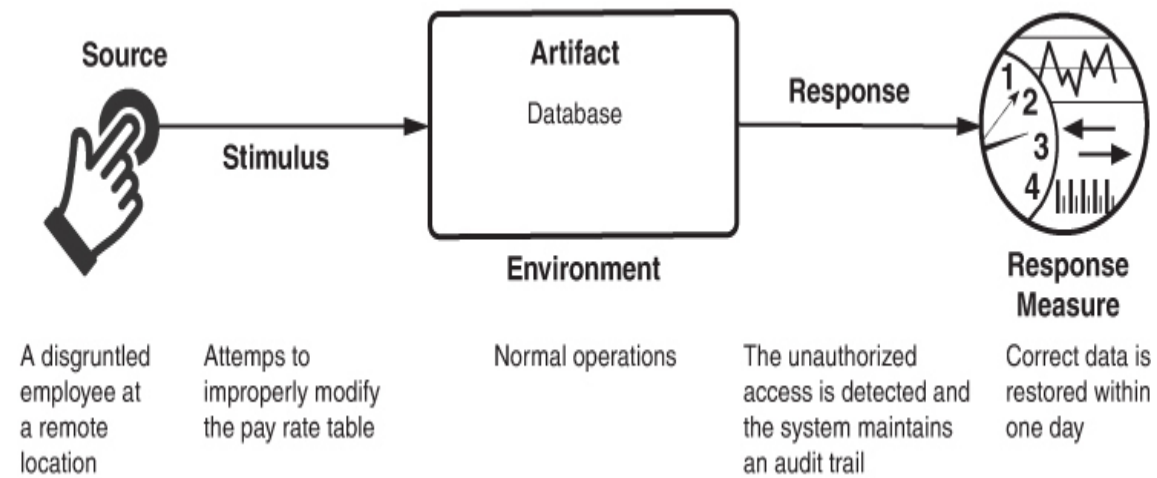 Source
Stimulus
Artifact
Database
Environment
Response
1
2
3
4
Response
Measure
A disgruntled
employee at
a remote
location
Attemps to
improperly modify
the pay rate table
Normal operations
The unauthorized
access is detected and
the system maintains
an audit trail
Correct data is
restored within
one day